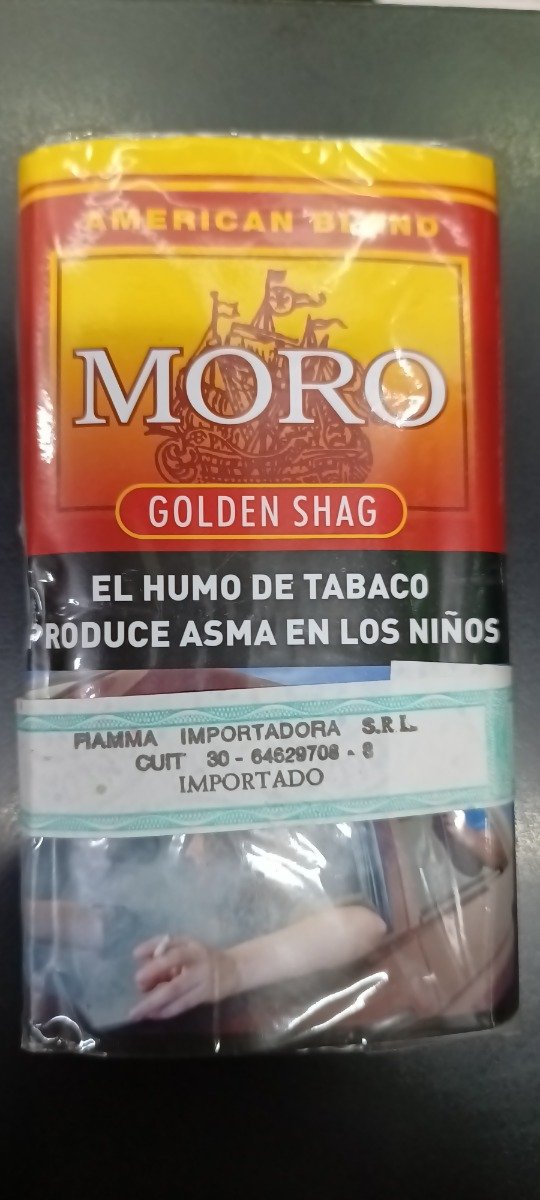 AMERICAN BLEND
MORO
GOLDEN SHAG
EL HUMO DE TABACO
PRODUCE ASMA EN LOS NIÑOS
FIAMMA IMPORTADORA S.R.L.
CUIT 30 - 64629708 - 8
IMPORTADO